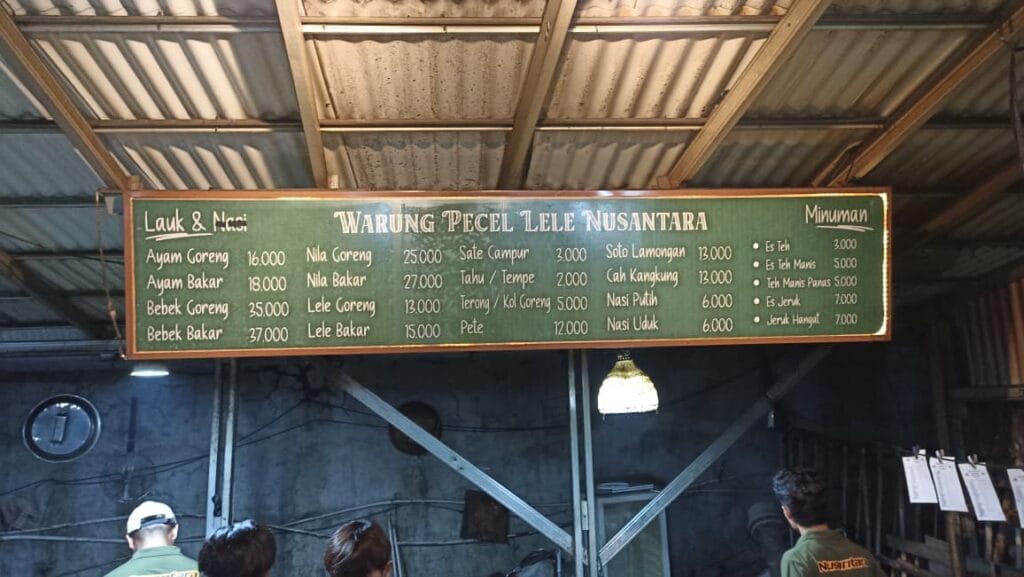 WARUNG PECEL LELE NUSANTARA
Lauk & Nasi
Ayam Goreng 16.000
Ayam Bakar 18.000
Bebek Goreng 35.000
Bebek Bakar 37.000
Nila Goreng 25.000
Nila Bakar 27.000
Lele Goreng 13.000
Lele Bakar 15.000
Sate Campur 3.000
Tahu / Tempe 2.000
Terong / Kol Goreng 5.000
Pete 12.000
Soto Lamongan 13.000
Cah Kangkung 13.000
Nasi Putih 6.000
Nasi Uduk 6.000
Minuman
• Es Teh 3.000
• Es Teh Manis 5.000
• Teh Manis Panas 5.000
• Es Jeruk 7.000
• Jeruk Hangat 7.000
Nusantara